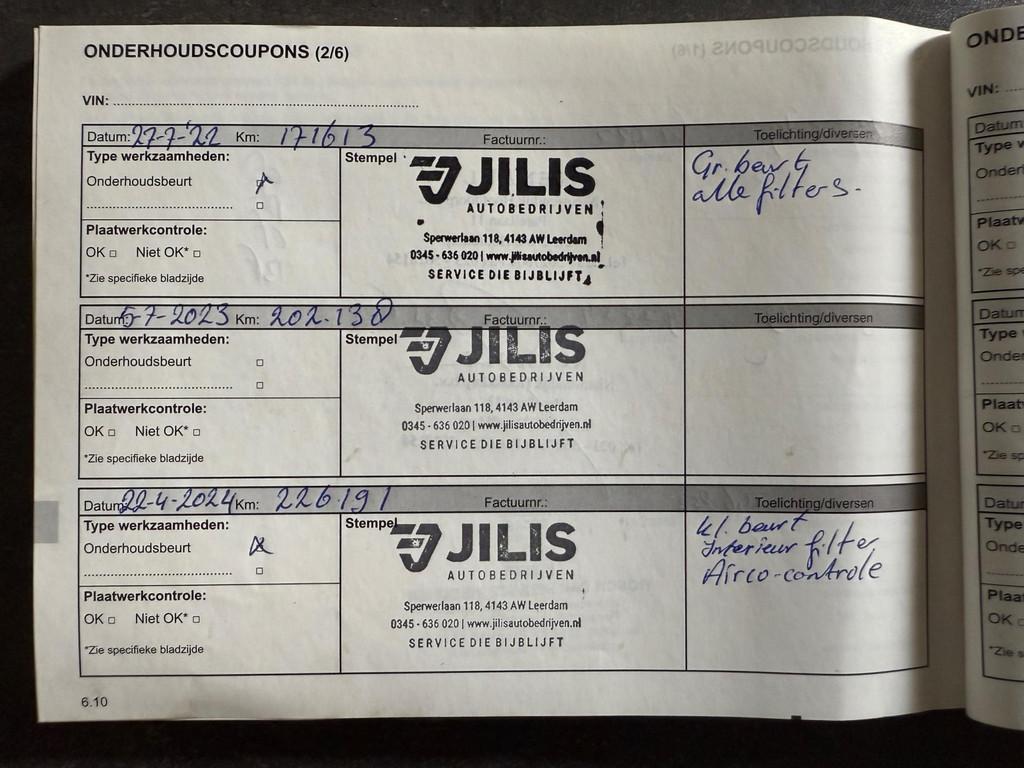 ONDERHOUDSCOUPONS (2/6)
VIN:
Datum: 27-7-'22 Km: 171613 Factuurnr.: Toelichting/diversen
Type werkzaamheden:
Onderhoudsbeurt
Plaatwerkcontrole:
OK Niet OK*
*Zie specifieke bladzijde
Stempel
JILIS
AUTOBEDRIJVEN
Sperwerlaan 118, 4143 AW Leerdam
0345 - 636 020 | www.jilisautobedrijven.nl
SERVICE DIE BIJBLIJFT
Gr. beurt
alle filters.
Datum: 5-7-2023 Km: 202.130 Factuurnr.: Toelichting/diversen
Type werkzaamheden:
Onderhoudsbeurt
Plaatwerkcontrole:
OK Niet OK*
*Zie specifieke bladzijde
Stempel
JILIS
AUTOBEDRIJVEN
Sperwerlaan 118, 4143 AW Leerdam
0345 - 636 020 | www.jilisautobedrijven.nl
SERVICE DIE BIJBLIJFT
Datum 22-4-2024 Km: 226191 Factuurnr.: Toelichting/diversen
Type werkzaamheden:
Onderhoudsbeurt
Plaatwerkcontrole:
OK Niet OK*
*Zie specifieke bladzijde
Stempel
JILIS
AUTOBEDRIJVEN
Sperwerlaan 118, 4143 AW Leerdam
0345 - 636 020 | www.jilisautobedrijven.nl
SERVICE DIE BIJBLIJFT
kl. beurt
Interieur filter
Airco-controle
6.10
VIN:
OK
OK
OK